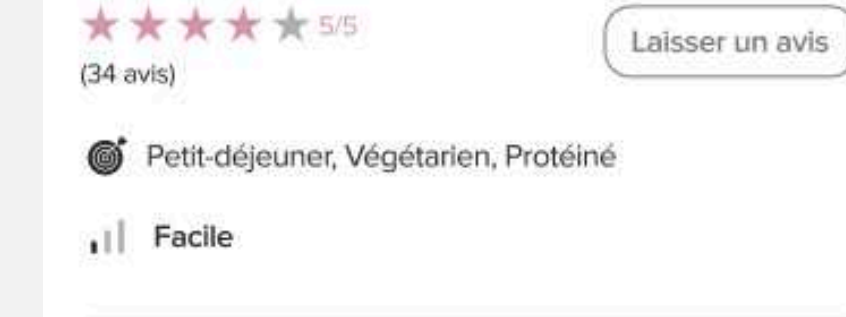 5/5
Laisser un avis
(34 avis)
Petit-déjeuner, Végétarien, Protéiné
Facile